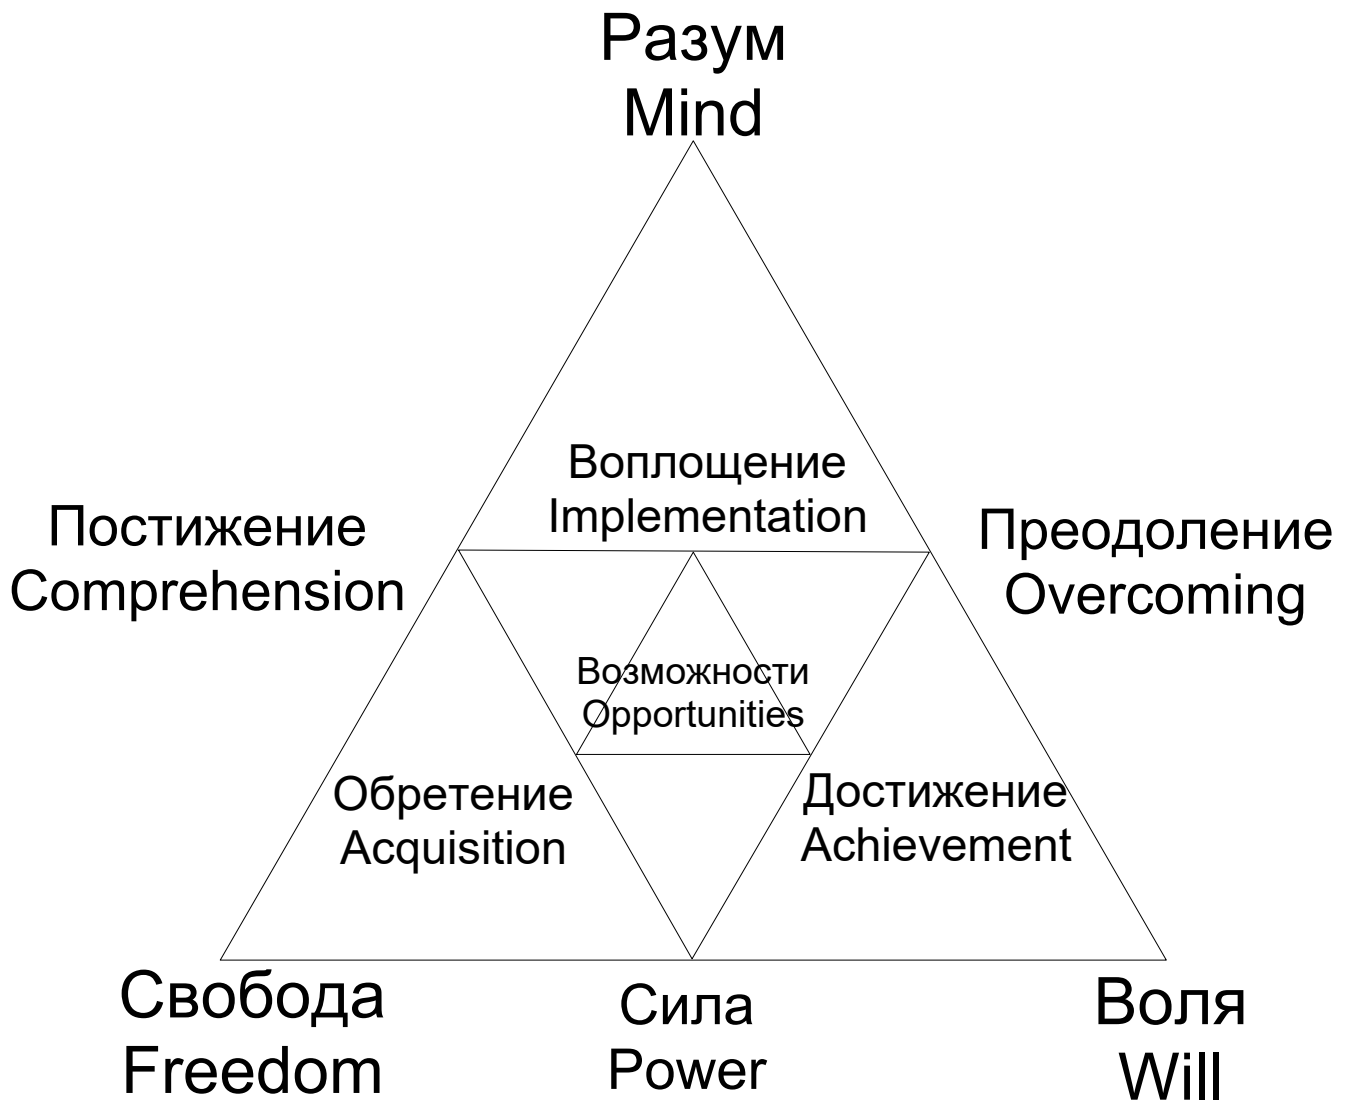 Разум
Mind
Воплощение
Implementation
Постижение
Comprehension
Преодоление
Overcoming
Возможности
Opportunities
Обретение
Acquisition
Достижение
Achievement
Свобода
Freedom
Сила
Power
Воля
Will